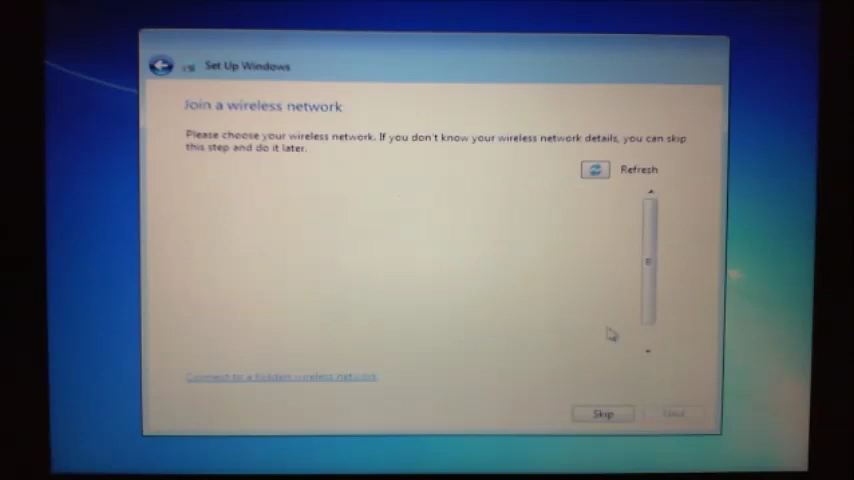 Set Up Windows
Join a wireless network
Please choose your wireless network. If you don't know your wireless network details, you can skip
this step and do it later.
Refresh
Connect to a hidden wireless network
Skip
Next